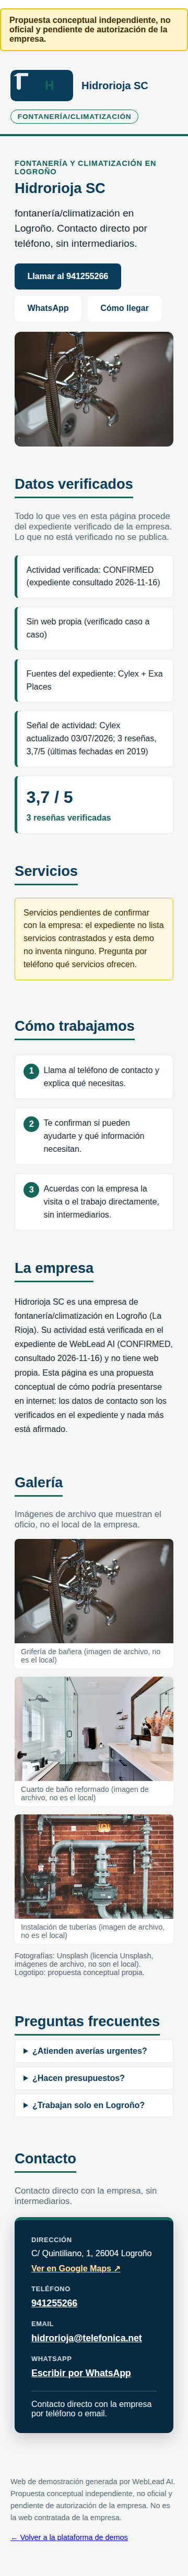 Propuesta conceptual independiente, no
oficial y pendiente de autorización de la
empresa.
H
Hidrorioja SC
FONTANERÍA/CLIMATIZACIÓN
FONTANERÍA Y CLIMATIZACIÓN EN
LOGROÑO
Hidrorioja SC
fontanería/climatización en
Logroño. Contacto directo por
teléfono, sin intermediarios.
Llamar al 941255266
WhatsApp
Cómo llegar
Datos verificados
Todo lo que ves en esta página procede
del expediente verificado de la empresa.
Lo que no está verificado no se publica.
Actividad verificada: CONFIRMED
(expediente consultado 2026-11-16)
Sin web propia (verificado caso a
caso)
Fuentes del expediente: Cylex + Exa
Places
Señal de actividad: Cylex
actualizado 03/07/2026; 3 reseñas,
3,7/5 (últimas fechadas en 2019)
3,7 / 5
3 reseñas verificadas
Servicios
Servicios pendientes de confirmar
con la empresa: el expediente no lista
servicios contrastados y esta demo
no inventa ninguno. Pregunta por
teléfono qué servicios ofrecen.
Cómo trabajamos
1 Llama al teléfono de contacto y
explica qué necesitas.
2 Te confirman si pueden
ayudarte y qué información
necesitan.
3 Acuerdas con la empresa la
visita o el trabajo directamente,
sin intermediarios.
La empresa
Hidrorioja SC es una empresa de
fontanería/climatización en Logroño (La
Rioja). Su actividad está verificada en el
expediente de WebLead AI (CONFIRMED,
consultado 2026-11-16) y no tiene web
propia. Esta página es una propuesta
conceptual de cómo podría presentarse
en internet: los datos de contacto son los
verificados en el expediente y nada más
está afirmado.
Galería
Imágenes de archivo que muestran el
oficio, no el local de la empresa.
Grifería de bañera (imagen de archivo, no
es el local)
Cuarto de baño reformado (imagen de
archivo, no es el local)
Instalación de tuberías (imagen de archivo,
no es el local)
Fotografías: Unsplash (licencia Unsplash,
imágenes de archivo, no son el local).
Logotipo: propuesta conceptual propia.
Preguntas frecuentes
▶ ¿Atienden averías urgentes?
▶ ¿Hacen presupuestos?
▶ ¿Trabajan solo en Logroño?
Contacto
Contacto directo con la empresa, sin
intermediarios.
DIRECCIÓN
C/ Quintiliano, 1, 26004 Logroño
Ver en Google Maps ↗
TELÉFONO
941255266
EMAIL
hidrorioja@telefonica.net
WHATSAPP
Escribir por WhatsApp
Contacto directo con la empresa
por teléfono o email.
Web de demostración generada por WebLead AI.
Propuesta conceptual independiente, no oficial y
pendiente de autorización de la empresa. No es
la web contratada de la empresa.
← Volver a la plataforma de demos